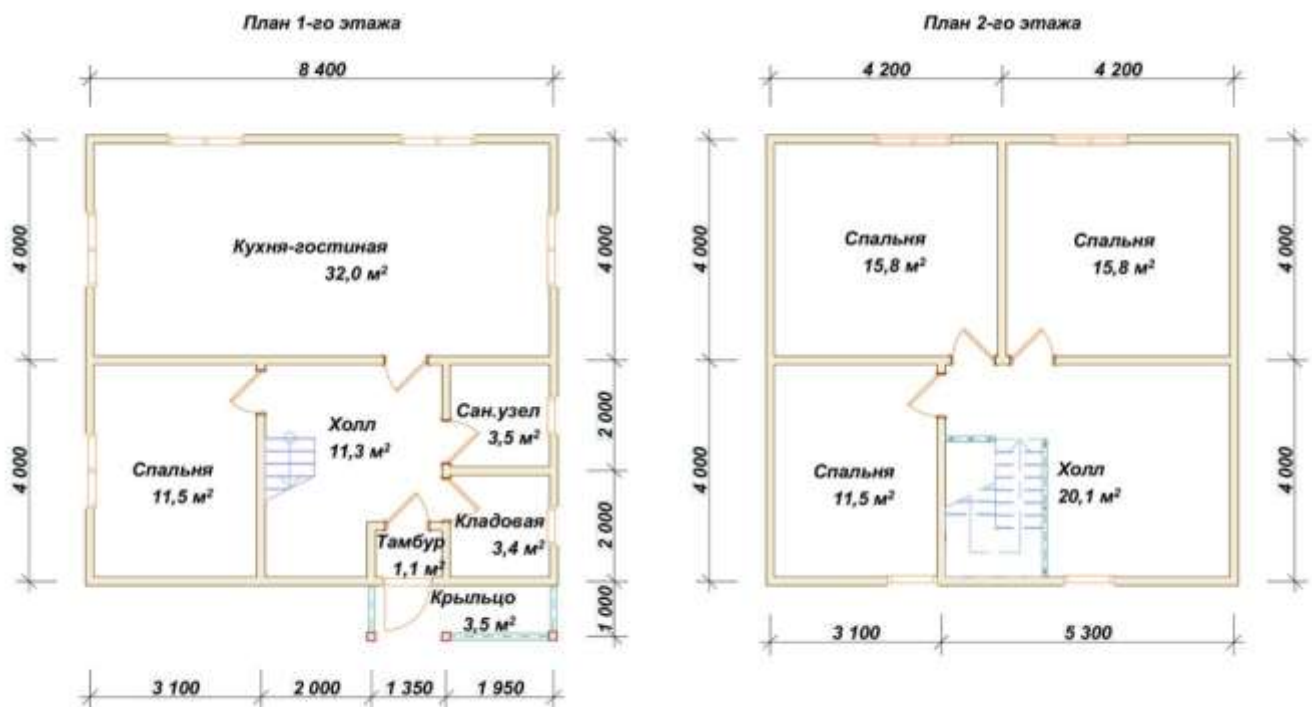 План 1-го этажа
План 2-го этажа
8 400
4 200
4 200
4 000
4 000
4 000
4 000
Кухня-гостиная
32,0 м²
Спальня
15,8 м²
Спальня
15,8 м²
Холл
11,3 м²
Сан.узел
3,5 м²
2 000
Спальня
11,5 м²
4 000
Кладовая
3,4 м²
2 000
Тамбур
1,1 м²
Крыльцо
3,5 м²
1 000
Спальня
11,5 м²
Холл
20,1 м²
4 000
4 000
3 100
5 300
3 100
2 000
1 350
1 950